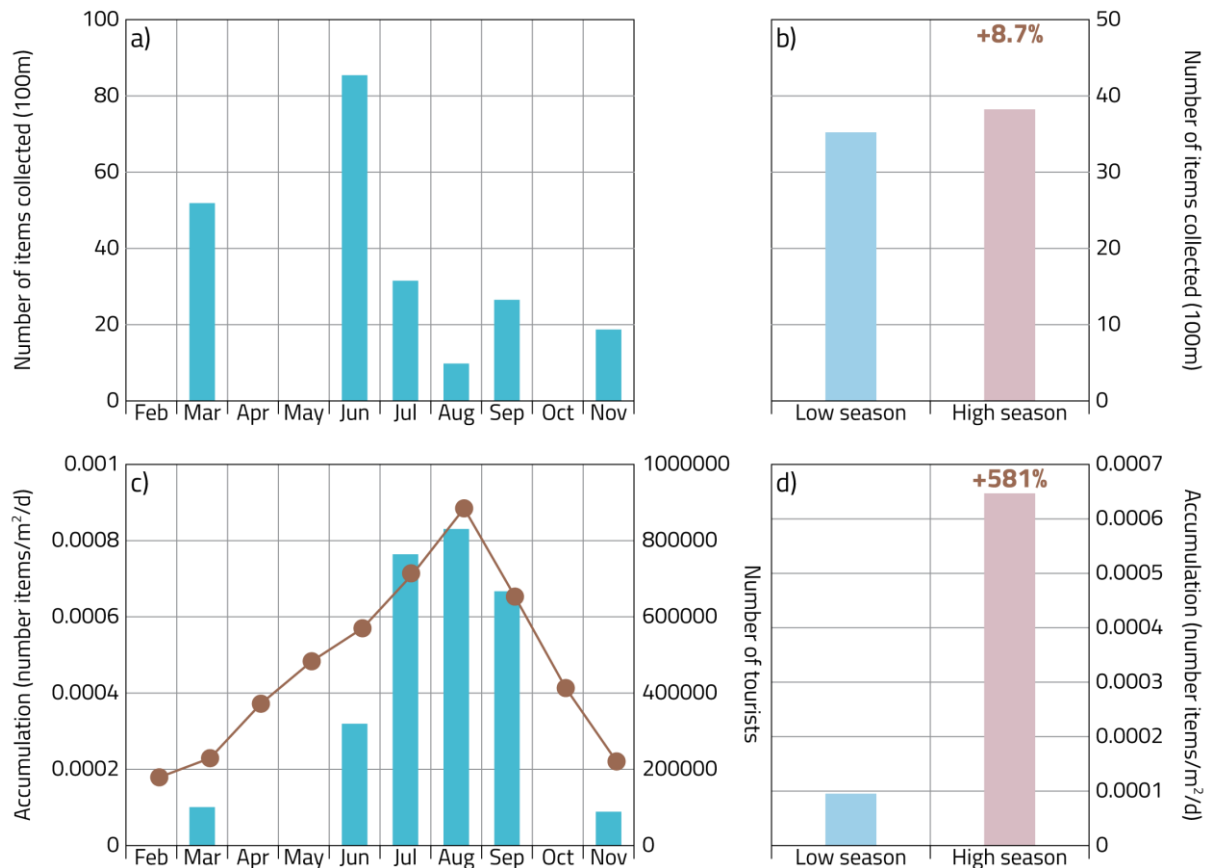 a)
Number of items collected (100m)
100
80
60
40
20
0
Feb Mar Apr May Jun Jul Aug Sep Oct Nov
b)
+8.7%
50
40
30
20
10
0
Number of items collected (100m)
Low season High season
c)
Accumulation (number items/m²/d)
0.001
0.0008
0.0006
0.0004
0.0002
0
1000000
800000
600000
400000
200000
0
Number of tourists
Feb Mar Apr May Jun Jul Aug Sep Oct Nov
d)
+581%
0.0007
0.0006
0.0005
0.0004
0.0003
0.0002
0.0001
0
Accumulation (number items/m²/d)
Low season High season